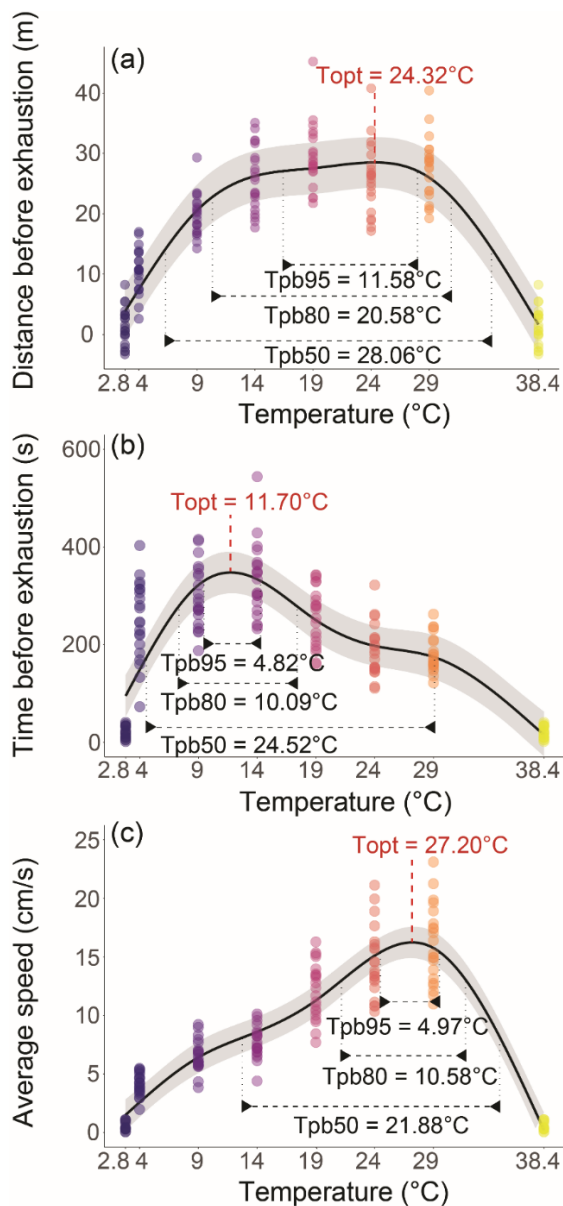 (a)
Topt = 24.32°C
Distance before exhaustion (m)
40
30
20
10
0
Tpb95 = 11.58°C
Tpb80 = 20.58°C
Tpb50 = 28.06°C
2.8 4 9 14 19 24 29 38.4
Temperature (°C)
(b)
Topt = 11.70°C
Time before exhaustion (s)
600
400
200
0
Tpb95 = 4.82°C
Tpb80 = 10.09°C
Tpb50 = 24.52°C
2.8 4 9 14 19 24 29 38.4
Temperature (°C)
(c)
Topt = 27.20°C
Average speed (cm/s)
25
20
15
10
5
0
Tpb95 = 4.97°C
Tpb80 = 10.58°C
Tpb50 = 21.88°C
2.8 4 9 14 19 24 29 38.4
Temperature (°C)